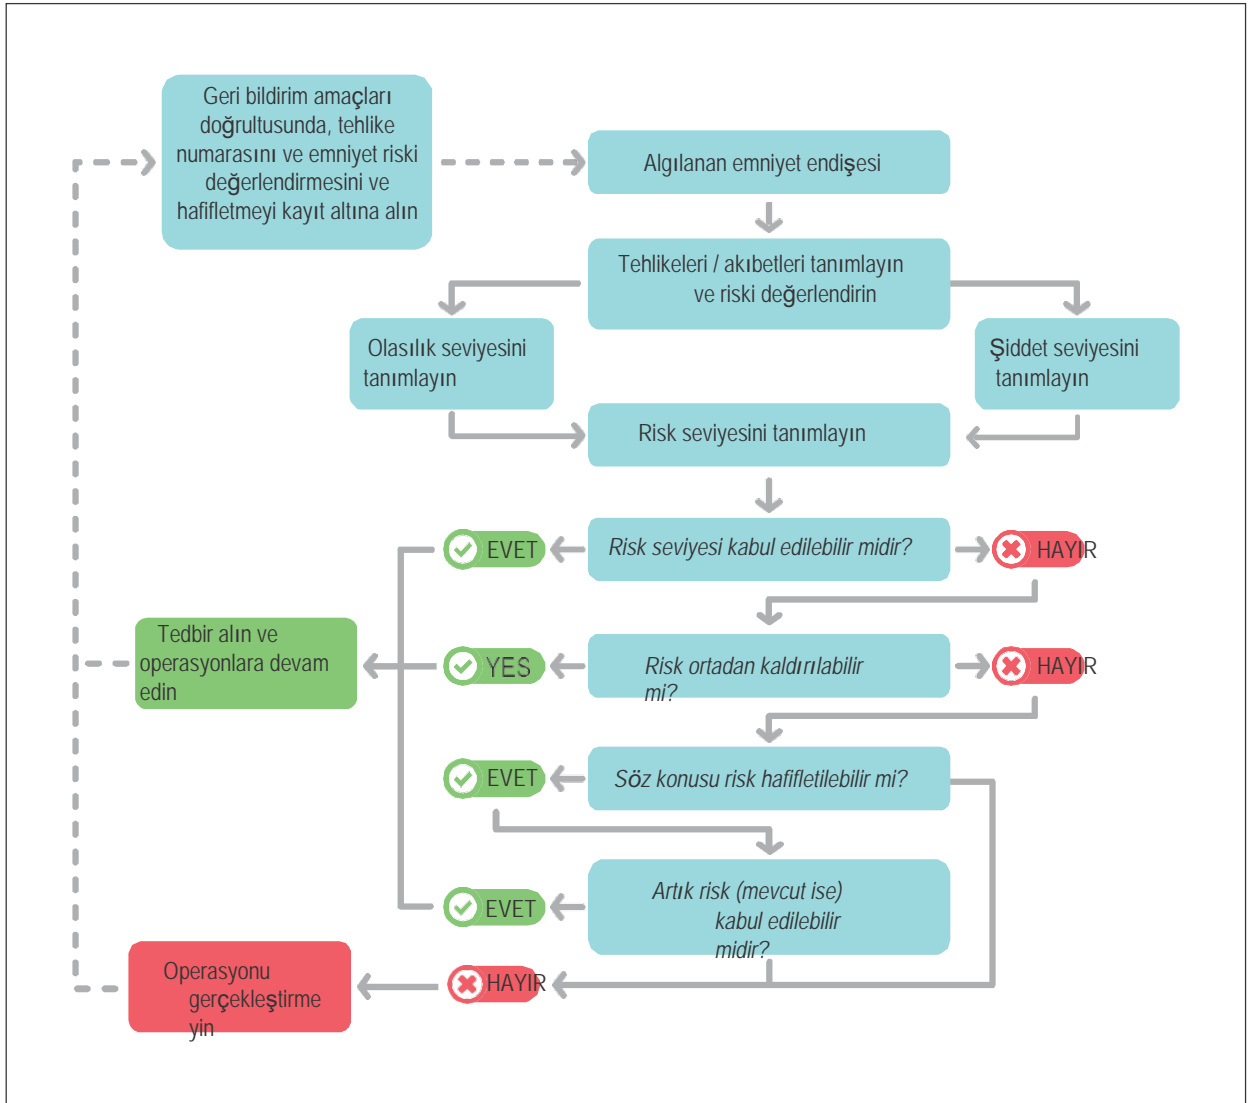 Geri bildirim amaçları
doğrultusunda, tehlike
numarasını ve emniyet riski
değerlendirmesini ve
hafifletmeyi kayıt altına alın
Algılanan emniyet endişesi
Tehlikeleri / akıbetleri tanımlayın
ve riski değerlendirin
Olasılık seviyesini
tanımlayın
Şiddet seviyesini
tanımlayın
Risk seviyesini tanımlayın
EVET
Risk seviyesi kabul edilebilir midir?
HAYIR
Tedbir alın ve
operasyonlara devam
edin
YES
Risk ortadan kaldırılabilir
mi?
HAYIR
EVET
Söz konusu risk hafifletilebilir mi?
EVET
Artık risk (mevcut ise)
kabul edilebilir
midir?
Operasyonu
gerçekleştirme
yin
HAYIR